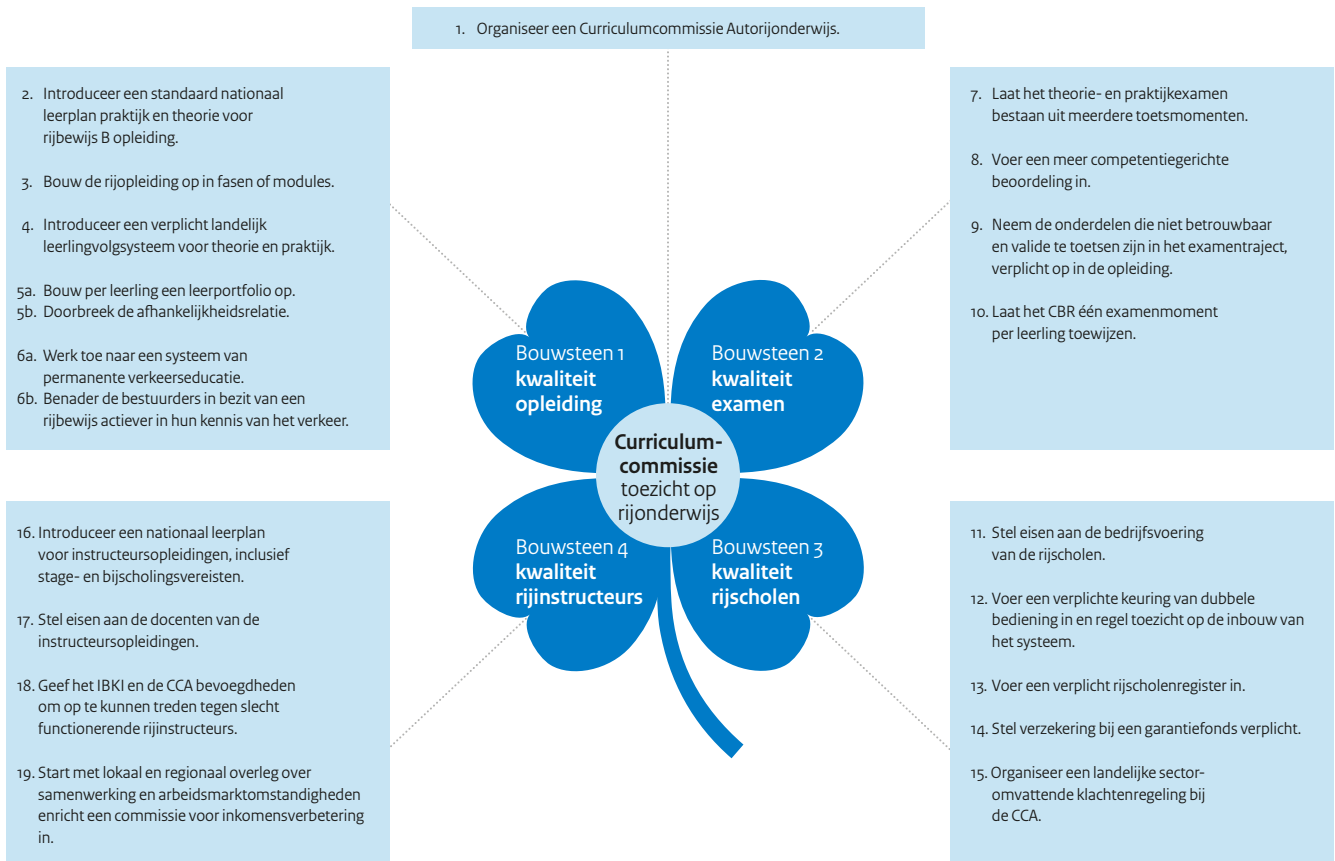 1. Organiseer een Curriculumcommissie Autorijonderwijs.
2. Introduceer een standaard nationaal
leerplan praktijk en theorie voor
rijbewijs B opleiding.
3. Bouw de rijopleiding op in fasen of modules.
4. Introduceer een verplicht landelijk
leerlingvolgsysteem voor theorie en praktijk.
5a. Bouw per leerling een leerportfolio op.
5b. Doorbreek de afhankelijkheidsrelatie.
6a. Werk toe naar een systeem van
permanente verkeerseducatie.
6b. Benader de bestuurders in bezit van een
rijbewijs actiever in hun kennis van het verkeer.
7. Laat het theorie- en praktijkexamen
bestaan uit meerdere toetsmomenten.
8. Voer een meer competentiegerichte
beoordeling in.
9. Neem de onderdelen die niet betrouwbaar
en valide te toetsen zijn in het examentraject,
verplicht op in de opleiding.
10. Laat het CBR één examenmoment
per leerling toewijzen.
Bouwsteen 1
kwaliteit
opleiding
Bouwsteen 2
kwaliteit
examen
Curriculum-
commissie
toezicht op
rijonderwijs
Bouwsteen 4
kwaliteit
rijinstructeurs
Bouwsteen 3
kwaliteit
rijscholen
16. Introduceer een nationaal leerplan
voor instructeursopleidingen, inclusief
stage- en bijscholingsvereisten.
17. Stel eisen aan de docenten van de
instructeursopleidingen.
18. Geef het IBKI en de CCA bevoegdheden
om op te kunnen treden tegen slecht
functionerende rijinstructeurs.
19. Start met lokaal en regionaal overleg over
samenwerking en arbeidsmarktomstandigheden
enricht een commissie voor inkomensverbetering
in.
11. Stel eisen aan de bedrijfsvoering
van de rijscholen.
12. Voer een verplichte keuring van dubbele
bediening in en regel toezicht op de inbouw van
het systeem.
13. Voer een verplicht rijscholenregister in.
14. Stel verzekering bij een garantiefonds verplicht.
15. Organiseer een landelijke sector-
omvattende klachtenregeling bij
de CCA.